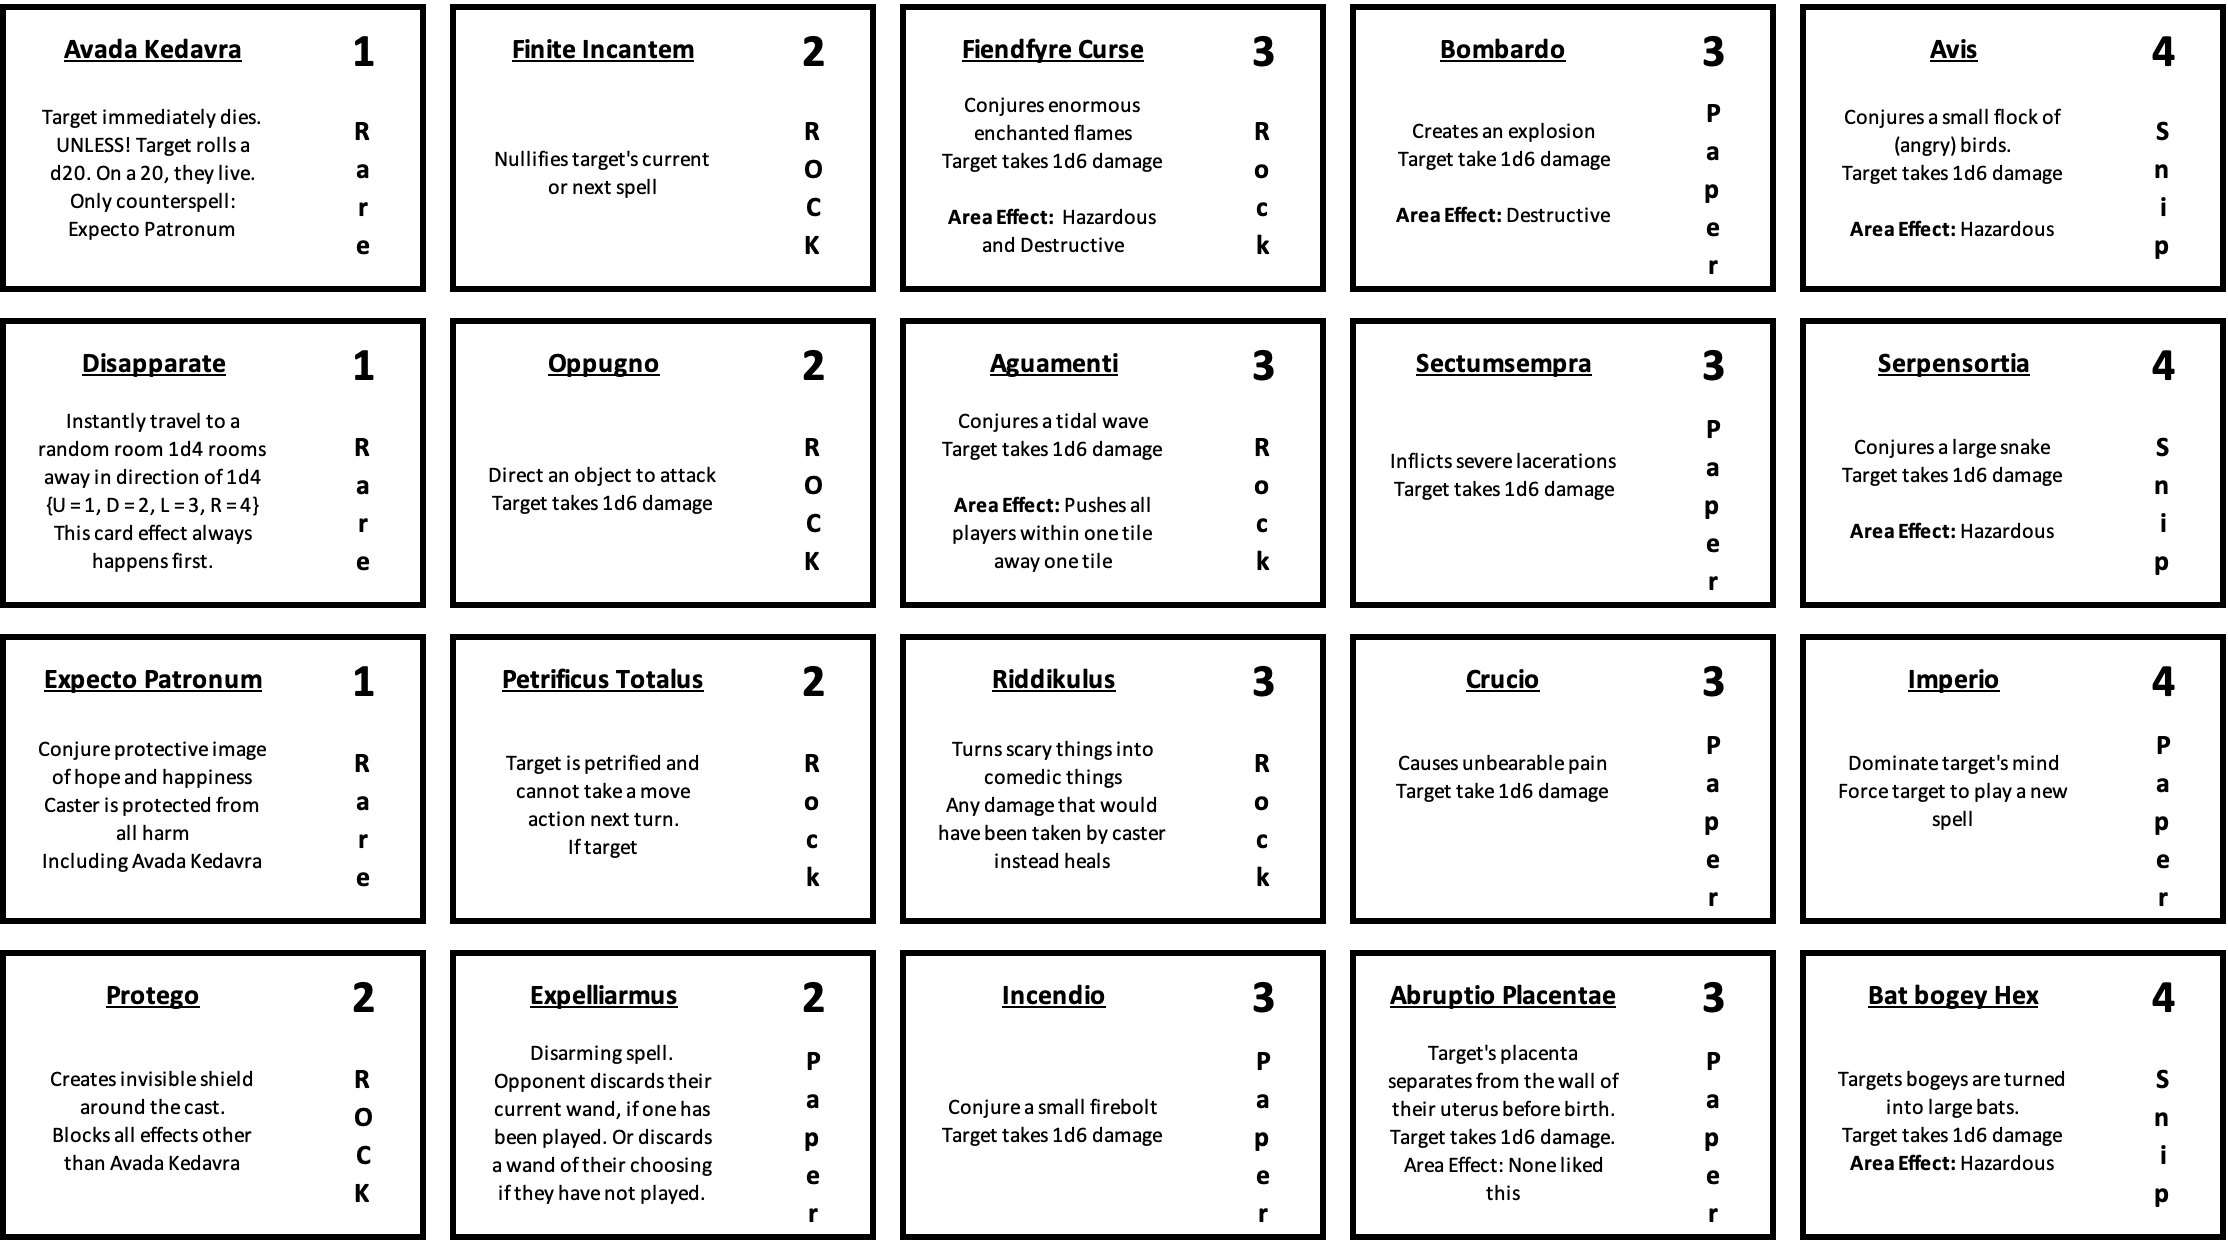 Avada Kedavra
1
Target immediately dies.
UNLESS! Target rolls a
d20. On a 20, they live.
Only counterspell:
Expecto Patronum
R
a
r
e
Finite Incantem
2
Nullifies target's current
or next spell
R
O
C
K
Fiendfyre Curse
3
Conjures enormous
enchanted flames
Target takes 1d6 damage
Area Effect: Hazardous
and Destructive
R
o
c
k
Bombardo
3
Creates an explosion
Target take 1d6 damage
Area Effect: Destructive
P
a
p
e
r
Avis
4
Conjures a small flock of
(angry) birds.
Target takes 1d6 damage
Area Effect: Hazardous
S
n
i
p
Disapparate
1
Instantly travel to a
random room 1d4 rooms
away in direction of 1d4
{U = 1, D = 2, L = 3, R = 4}
This card effect always
happens first.
R
a
r
e
Oppugno
2
Direct an object to attack
Target takes 1d6 damage
R
O
C
K
Aguamenti
3
Conjures a tidal wave
Target takes 1d6 damage
Area Effect: Pushes all
players within one tile
away one tile
R
o
c
k
Sectumsempra
3
Inflicts severe lacerations
Target takes 1d6 damage
P
a
p
e
r
Serpensortia
4
Conjures a large snake
Target takes 1d6 damage
Area Effect: Hazardous
S
n
i
p
Expecto Patronum
1
Conjure protective image
of hope and happiness
Caster is protected from
all harm
Including Avada Kedavra
R
a
r
e
Petrificus Totalus
2
Target is petrified and
cannot take a move
action next turn.
If target
R
o
c
k
Riddikulus
3
Turns scary things into
comedic things
Any damage that would
have been taken by caster
instead heals
R
o
c
k
Crucio
3
Causes unbearable pain
Target take 1d6 damage
P
a
p
e
r
Imperio
4
Dominate target's mind
Force target to play a new
spell
P
a
p
e
r
Protego
2
Creates invisible shield
around the cast.
Blocks all effects other
than Avada Kedavra
R
O
C
K
Expelliarmus
2
Disarming spell.
Opponent discards their
current wand, if one has
been played. Or discards
a wand of their choosing
if they have not played.
P
a
p
e
r
Incendio
3
Conjure a small firebolt
Target takes 1d6 damage
P
a
p
e
r
Abruptio Placentae
3
Target's placenta
separates from the wall of
their uterus before birth.
Target takes 1d6 damage.
Area Effect: None liked
this
P
a
p
e
r
Bat bogey Hex
4
Targets bogeys are turned
into large bats.
Target takes 1d6 damage
Area Effect: Hazardous
S
n
i
p